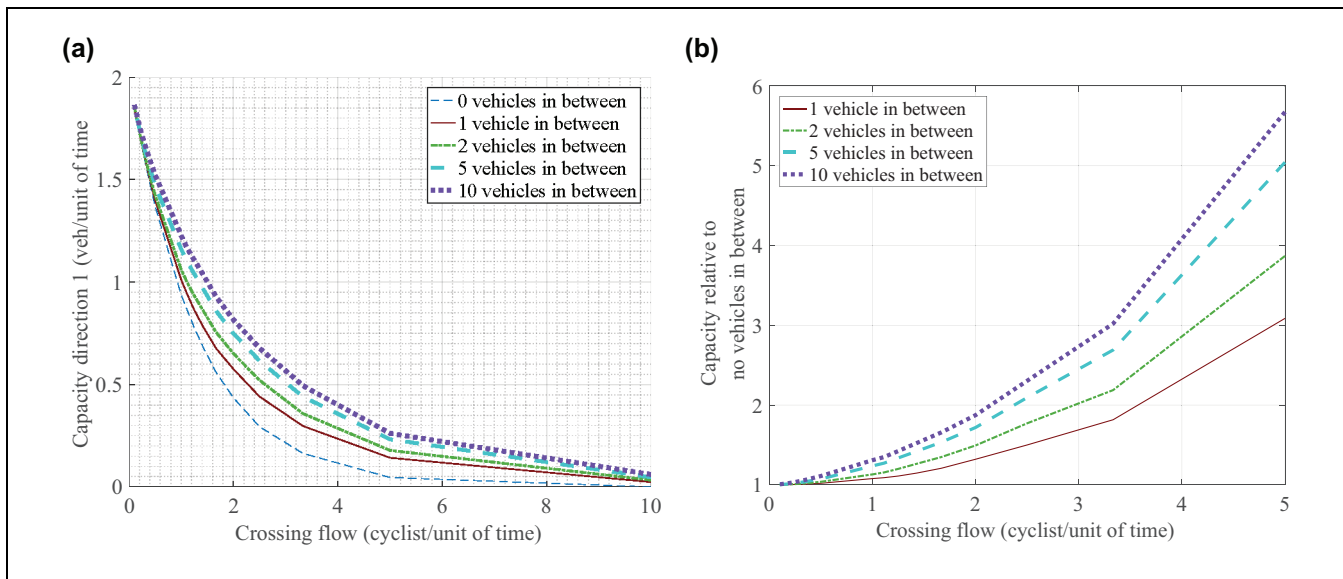 (a)
2
1.5
1
0.5
0
0
2
4
6
8
10
Capacity direction 1 (veh/unit of time
Crossing flow (cyclist/unit of time)
0 vehicles in between
1 vehicle in between
2 vehicles in between
5 vehicles in between
10 vehicles in between
(b)
6
5
4
3
2
1
0
1
2
3
4
5
Capacity relative to
no vehicles in between
Crossing flow (cyclist/unit of time)
1 vehicle in between
2 vehicles in between
5 vehicles in between
10 vehicles in between